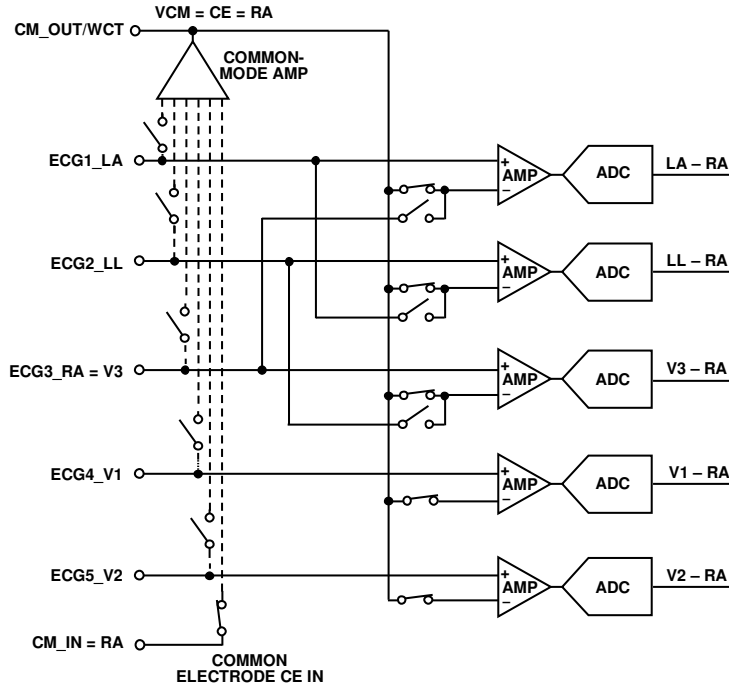 VCM = CE = RA
CM_OUT/WCT
COMMON-
MODE AMP
ECG1_LA
+
AMP
–
ADC
LA – RA
ECG2_LL
+
AMP
–
ADC
LL – RA
ECG3_RA = V3
+
AMP
–
ADC
V3 – RA
ECG4_V1
+
AMP
–
ADC
V1 – RA
ECG5_V2
+
AMP
–
ADC
V2 – RA
CM_IN = RA
COMMON
ELECTRODE CE IN